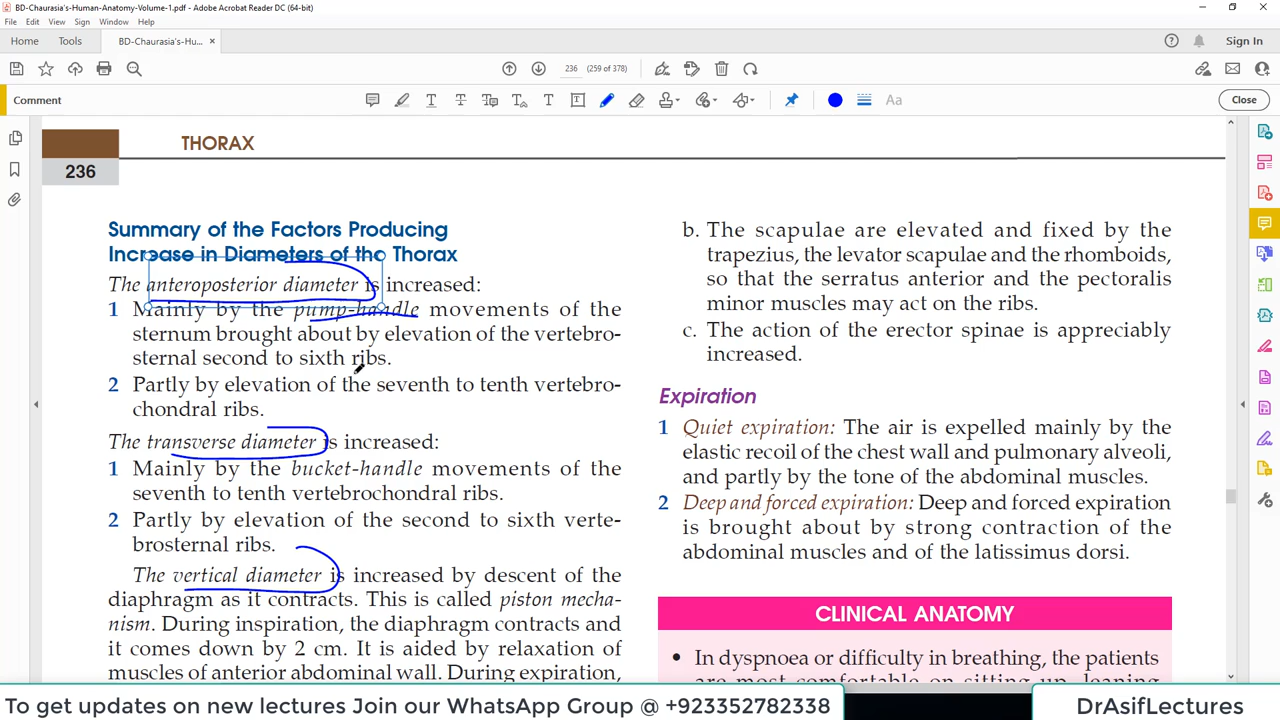 BD-Chaurasia's-Human-Anatomy-Volume-1.pdf - Adobe Acrobat Reader DC (64-bit)
File Edit View Sign Window Help
Home Tools BD-Chaurasia's-Hu... × Sign In
236 (259 of 378)
Comment Close
THORAX
236
Summary of the Factors Producing
Increase in Diameters of the Thorax
The anteroposterior diameter is increased:
1 Mainly by the pump-handle movements of the
sternum brought about by elevation of the vertebro-
sternal second to sixth ribs.
2 Partly by elevation of the seventh to tenth vertebro-
chondral ribs.
The transverse diameter is increased:
1 Mainly by the bucket-handle movements of the
seventh to tenth vertebrochondral ribs.
2 Partly by elevation of the second to sixth verte-
brosternal ribs.
The vertical diameter is increased by descent of the
diaphragm as it contracts. This is called piston mecha-
nism. During inspiration, the diaphragm contracts and
it comes down by 2 cm. It is aided by relaxation of
muscles of anterior abdominal wall. During expiration,
b. The scapulae are elevated and fixed by the
trapezius, the levator scapulae and the rhomboids,
so that the serratus anterior and the pectoralis
minor muscles may act on the ribs.
c. The action of the erector spinae is appreciably
increased.
Expiration
1 Quiet expiration: The air is expelled mainly by the
elastic recoil of the chest wall and pulmonary alveoli,
and partly by the tone of the abdominal muscles.
2 Deep and forced expiration: Deep and forced expiration
is brought about by strong contraction of the
abdominal muscles and of the latissimus dorsi.
CLINICAL ANATOMY
• In dyspnoea or difficulty in breathing, the patients
are most comfortable on sitting up, leaning
To get updates on new lectures Join our WhatsApp Group @ +923352782338
DrAsifLectures